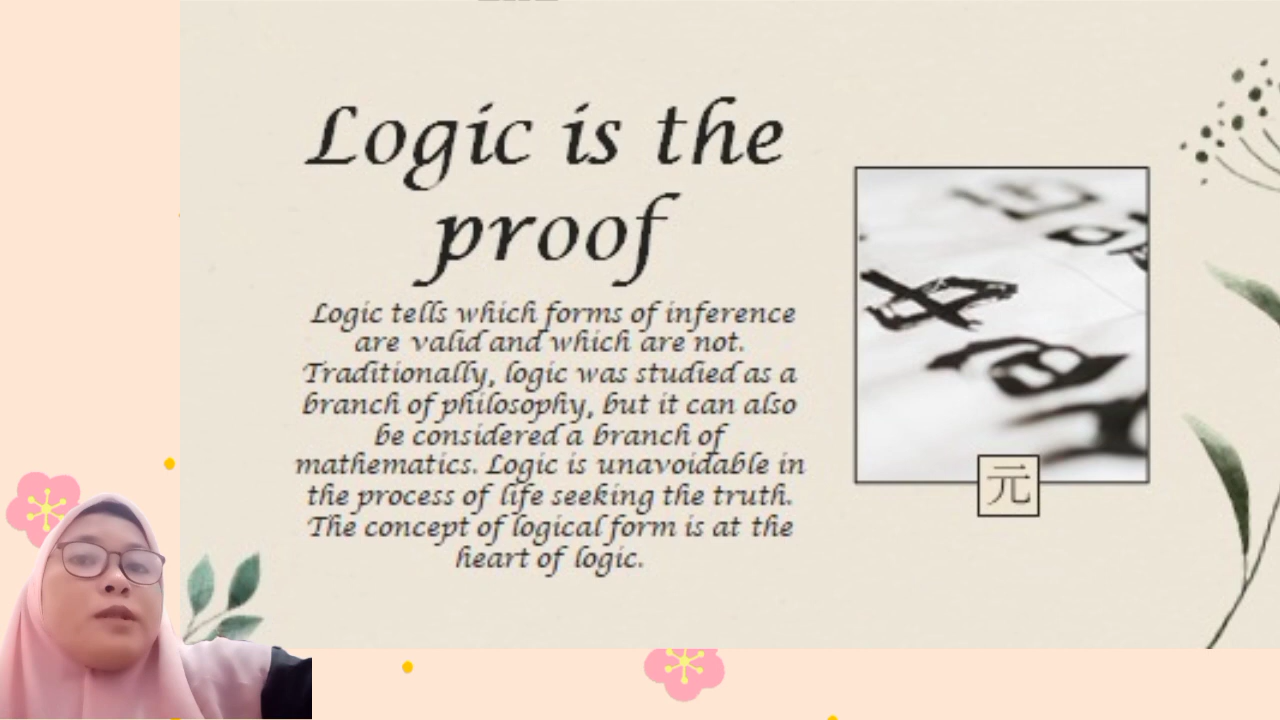 Logic is the
proof
Logic tells which forms of inference
are valid and which are not.
Traditionally, logic was studied as a
branch of philosophy, but it can also
be considered a branch of
mathematics. Logic is unavoidable in
the process of life seeking the truth.
The concept of logical form is at the
heart of logic.
元